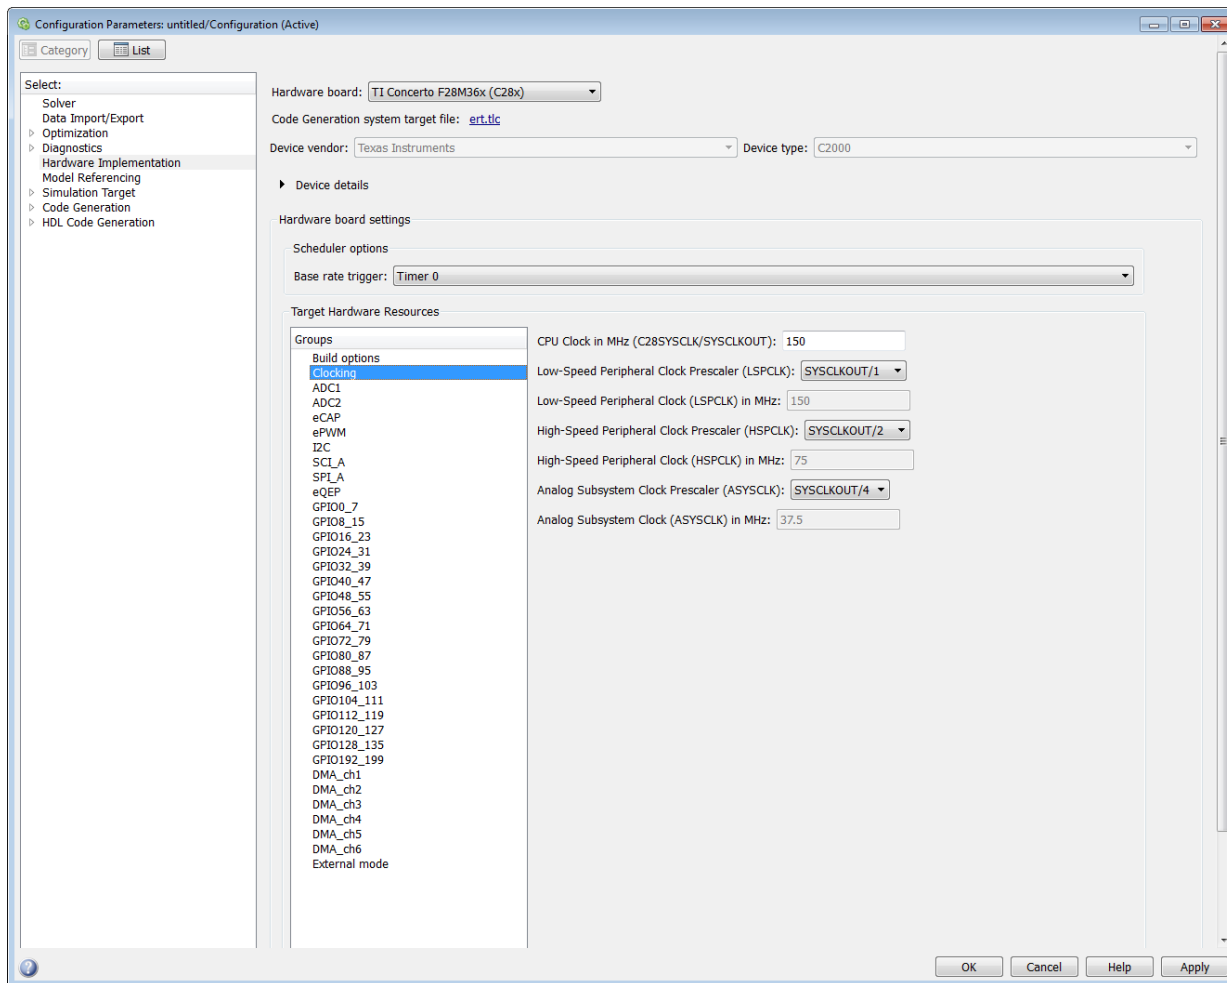 Configuration Parameters: untitled/Configuration (Active)
Category List
Select:
Solver
Data Import/Export
Optimization
Diagnostics
Hardware Implementation
Model Referencing
Simulation Target
Code Generation
HDL Code Generation
Hardware board: TI Concerto F28M36x (C28x)
Code Generation system target file: ert.tlc
Device vendor: Texas Instruments Device type: C2000
Device details
Hardware board settings
Scheduler options
Base rate trigger: Timer 0
Target Hardware Resources
Groups
Build options
Clocking
ADC1
ADC2
eCAP
ePWM
I2C
SCI_A
SPI_A
eQEP
GPIO0_7
GPIO8_15
GPIO16_23
GPIO24_31
GPIO32_39
GPIO40_47
GPIO48_55
GPIO56_63
GPIO64_71
GPIO72_79
GPIO80_87
GPIO88_95
GPIO96_103
GPIO104_111
GPIO112_119
GPIO120_127
GPIO128_135
GPIO192_199
DMA_ch1
DMA_ch2
DMA_ch3
DMA_ch4
DMA_ch5
DMA_ch6
External mode
CPU Clock in MHz (C28SYSCLK/SYSCLKOUT): 150
Low-Speed Peripheral Clock Prescaler (LSPCLK): SYSCLKOUT/1
Low-Speed Peripheral Clock (LSPCLK) in MHz: 150
High-Speed Peripheral Clock Prescaler (HSPCLK): SYSCLKOUT/2
High-Speed Peripheral Clock (HSPCLK) in MHz: 75
Analog Subsystem Clock Prescaler (ASYSCLK): SYSCLKOUT/4
Analog Subsystem Clock (ASYSCLK) in MHz: 37.5
OK Cancel Help Apply